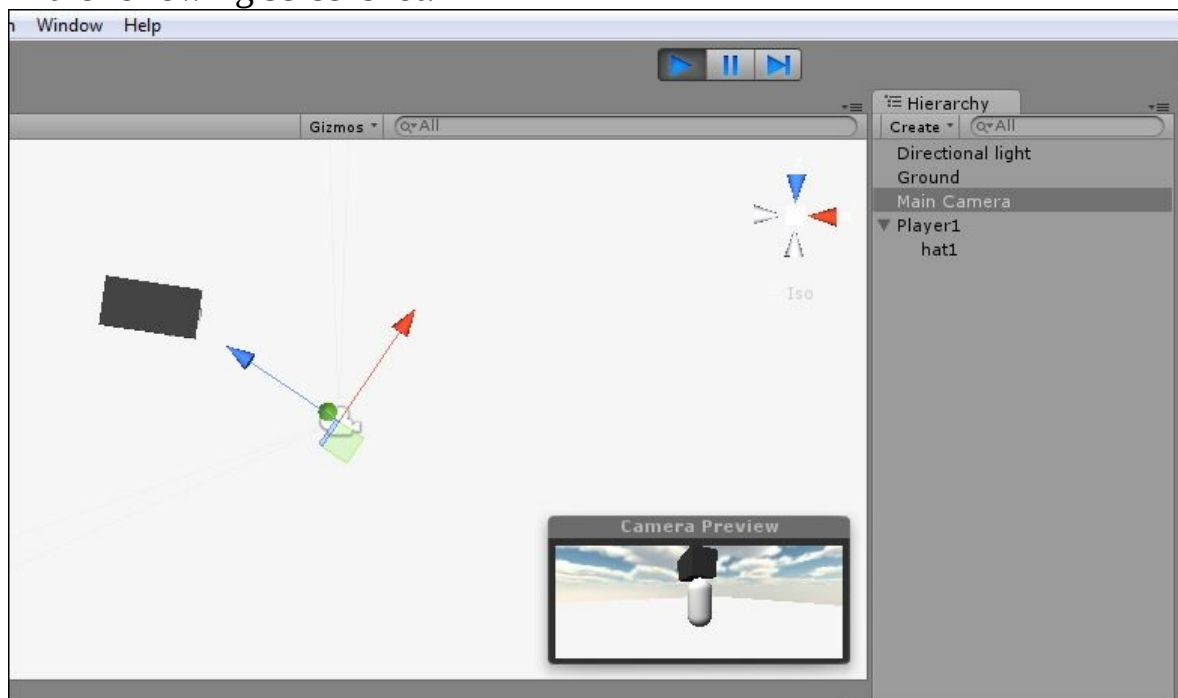 Window Help
Hierarchy
Gizmos All
Create All
Directional light
Ground
Main Camera
Player1
hat1
Iso
Camera Preview